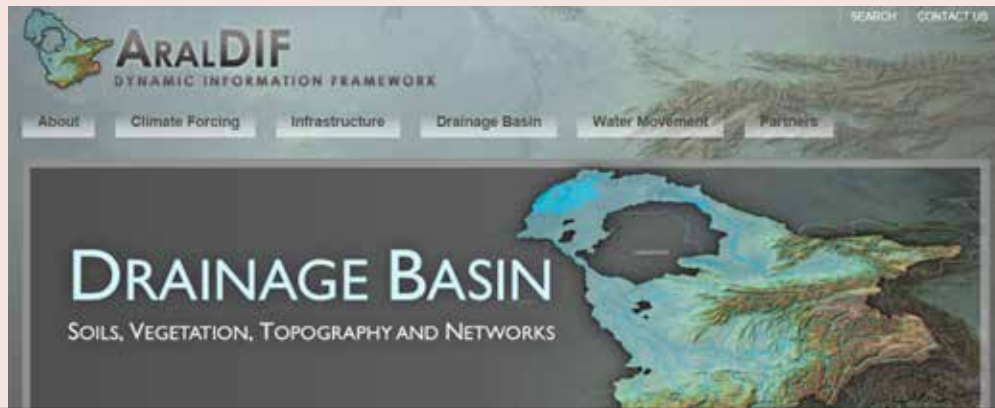 SEARCH CONTACT US
ARALDIF
DYNAMIC INFORMATION FRAMEWORK
About Climate Forcing Infrastructure Drainage Basin Water Movement Partners
DRAINAGE BASIN
SOILS, VEGETATION, TOPOGRAPHY AND NETWORKS